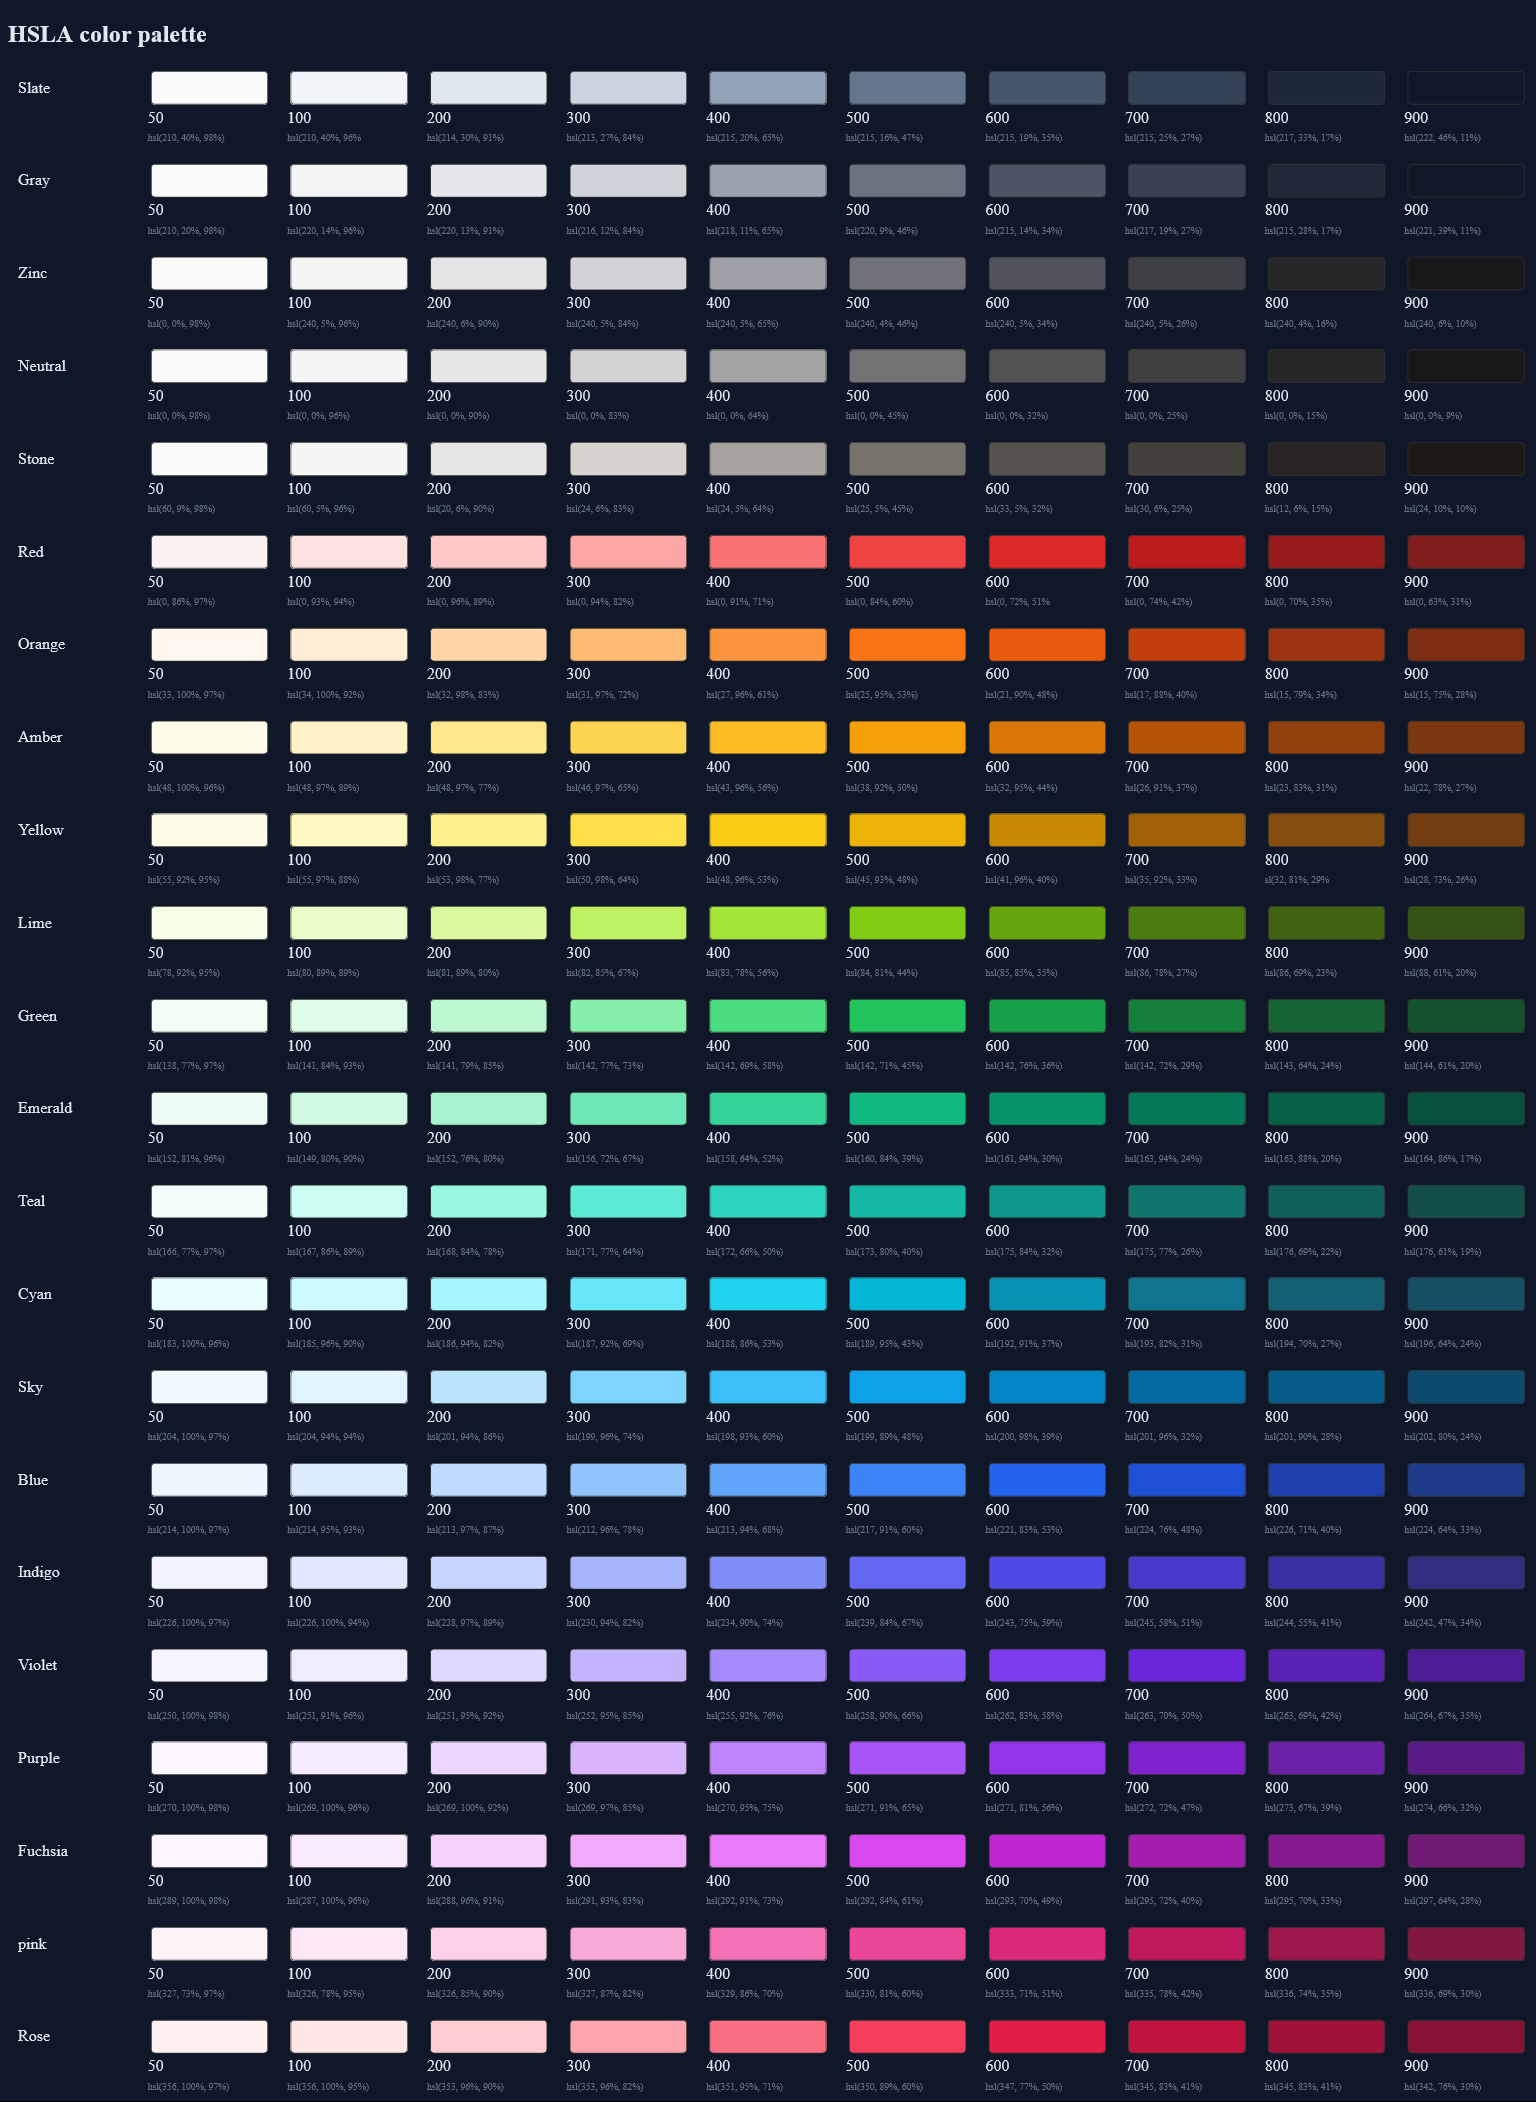 HSLA color palette
Slate
50 100 200 300 400 500 600 700 800 900
hsl(210, 40%, 98%) hsl(210, 40%, 96% hsl(214, 30%, 91%) hsl(213, 27%, 84%) hsl(215, 20%, 65%) hsl(215, 16%, 47%) hsl(215, 19%, 35%) hsl(215, 25%, 27%) hsl(217, 33%, 17%) hsl(222, 46%, 11%)
Gray
50 100 200 300 400 500 600 700 800 900
hsl(210, 20%, 98%) hsl(220, 14%, 96%) hsl(220, 13%, 91%) hsl(216, 12%, 84%) hsl(218, 11%, 65%) hsl(220, 9%, 46%) hsl(215, 14%, 34%) hsl(217, 19%, 27%) hsl(215, 28%, 17%) hsl(221, 39%, 11%)
Zinc
50 100 200 300 400 500 600 700 800 900
hsl(0, 0%, 98%) hsl(240, 5%, 96%) hsl(240, 6%, 90%) hsl(240, 5%, 84%) hsl(240, 5%, 65%) hsl(240, 4%, 46%) hsl(240, 5%, 34%) hsl(240, 5%, 26%) hsl(240, 4%, 16%) hsl(240, 6%, 10%)
Neutral
50 100 200 300 400 500 600 700 800 900
hsl(0, 0%, 98%) hsl(0, 0%, 96%) hsl(0, 0%, 90%) hsl(0, 0%, 83%) hsl(0, 0%, 64%) hsl(0, 0%, 45%) hsl(0, 0%, 32%) hsl(0, 0%, 25%) hsl(0, 0%, 15%) hsl(0, 0%, 9%)
Stone
50 100 200 300 400 500 600 700 800 900
hsl(60, 9%, 98%) hsl(60, 5%, 96%) hsl(20, 6%, 90%) hsl(24, 6%, 83%) hsl(24, 5%, 64%) hsl(25, 5%, 45%) hsl(33, 5%, 32%) hsl(30, 6%, 25%) hsl(12, 6%, 15%) hsl(24, 10%, 10%)
Red
50 100 200 300 400 500 600 700 800 900
hsl(0, 86%, 97%) hsl(0, 93%, 94%) hsl(0, 96%, 89%) hsl(0, 94%, 82%) hsl(0, 91%, 71%) hsl(0, 84%, 60%) hsl(0, 72%, 51% hsl(0, 74%, 42%) hsl(0, 70%, 35%) hsl(0, 63%, 31%)
Orange
50 100 200 300 400 500 600 700 800 900
hsl(33, 100%, 97%) hsl(34, 100%, 92%) hsl(32, 98%, 83%) hsl(31, 97%, 72%) hsl(27, 96%, 61%) hsl(25, 95%, 53%) hsl(21, 90%, 48%) hsl(17, 88%, 40%) hsl(15, 79%, 34%) hsl(15, 75%, 28%)
Amber
50 100 200 300 400 500 600 700 800 900
hsl(48, 100%, 96%) hsl(48, 97%, 89%) hsl(48, 97%, 77%) hsl(46, 97%, 65%) hsl(43, 96%, 56%) hsl(38, 92%, 50%) hsl(32, 95%, 44%) hsl(26, 91%, 37%) hsl(23, 83%, 31%) hsl(22, 78%, 27%)
Yellow
50 100 200 300 400 500 600 700 800 900
hsl(55, 92%, 95%) hsl(55, 97%, 88%) hsl(53, 98%, 77%) hsl(50, 98%, 64%) hsl(48, 96%, 53%) hsl(45, 93%, 48%) hsl(41, 96%, 40%) hsl(35, 92%, 33%) sl(32, 81%, 29% hsl(28, 73%, 26%)
Lime
50 100 200 300 400 500 600 700 800 900
hsl(78, 92%, 95%) hsl(80, 89%, 89%) hsl(81, 89%, 80%) hsl(82, 85%, 67%) hsl(83, 78%, 56%) hsl(84, 81%, 44%) hsl(85, 85%, 35%) hsl(86, 78%, 27%) hsl(86, 69%, 23%) hsl(88, 61%, 20%)
Green
50 100 200 300 400 500 600 700 800 900
hsl(138, 77%, 97%) hsl(141, 84%, 93%) hsl(141, 79%, 85%) hsl(142, 77%, 73%) hsl(142, 69%, 58%) hsl(142, 71%, 45%) hsl(142, 76%, 36%) hsl(142, 72%, 29%) hsl(143, 64%, 24%) hsl(144, 61%, 20%)
Emerald
50 100 200 300 400 500 600 700 800 900
hsl(152, 81%, 96%) hsl(149, 80%, 90%) hsl(152, 76%, 80%) hsl(156, 72%, 67%) hsl(158, 64%, 52%) hsl(160, 84%, 39%) hsl(161, 94%, 30%) hsl(163, 94%, 24%) hsl(163, 88%, 20%) hsl(164, 86%, 17%)
Teal
50 100 200 300 400 500 600 700 800 900
hsl(166, 77%, 97%) hsl(167, 86%, 89%) hsl(168, 84%, 78%) hsl(171, 77%, 64%) hsl(172, 66%, 50%) hsl(173, 80%, 40%) hsl(175, 84%, 32%) hsl(175, 77%, 26%) hsl(176, 69%, 22%) hsl(176, 61%, 19%)
Cyan
50 100 200 300 400 500 600 700 800 900
hsl(183, 100%, 96%) hsl(185, 96%, 90%) hsl(186, 94%, 82%) hsl(187, 92%, 69%) hsl(188, 86%, 53%) hsl(189, 95%, 43%) hsl(192, 91%, 37%) hsl(193, 82%, 31%) hsl(194, 70%, 27%) hsl(196, 64%, 24%)
Sky
50 100 200 300 400 500 600 700 800 900
hsl(204, 100%, 97%) hsl(204, 94%, 94%) hsl(201, 94%, 86%) hsl(199, 96%, 74%) hsl(198, 93%, 60%) hsl(199, 89%, 48%) hsl(200, 98%, 39%) hsl(201, 96%, 32%) hsl(201, 90%, 28%) hsl(202, 80%, 24%)
Blue
50 100 200 300 400 500 600 700 800 900
hsl(214, 100%, 97%) hsl(214, 95%, 93%) hsl(213, 97%, 87%) hsl(212, 96%, 78%) hsl(213, 94%, 68%) hsl(217, 91%, 60%) hsl(221, 83%, 53%) hsl(224, 76%, 48%) hsl(226, 71%, 40%) hsl(224, 64%, 33%)
Indigo
50 100 200 300 400 500 600 700 800 900
hsl(226, 100%, 97%) hsl(226, 100%, 94%) hsl(228, 97%, 89%) hsl(230, 94%, 82%) hsl(234, 90%, 74%) hsl(239, 84%, 67%) hsl(243, 75%, 59%) hsl(245, 58%, 51%) hsl(244, 55%, 41%) hsl(242, 47%, 34%)
Violet
50 100 200 300 400 500 600 700 800 900
hsl(250, 100%, 98%) hsl(251, 91%, 96%) hsl(251, 95%, 92%) hsl(252, 95%, 85%) hsl(255, 92%, 76%) hsl(258, 90%, 66%) hsl(262, 83%, 58%) hsl(263, 70%, 50%) hsl(263, 69%, 42%) hsl(264, 67%, 35%)
Purple
50 100 200 300 400 500 600 700 800 900
hsl(270, 100%, 98%) hsl(269, 100%, 96%) hsl(269, 100%, 92%) hsl(269, 97%, 85%) hsl(270, 95%, 75%) hsl(271, 91%, 65%) hsl(271, 81%, 56%) hsl(272, 72%, 47%) hsl(273, 67%, 39%) hsl(274, 66%, 32%)
Fuchsia
50 100 200 300 400 500 600 700 800 900
hsl(289, 100%, 98%) hsl(287, 100%, 96%) hsl(288, 96%, 91%) hsl(291, 93%, 83%) hsl(292, 91%, 73%) hsl(292, 84%, 61%) hsl(293, 70%, 49%) hsl(295, 72%, 40%) hsl(295, 70%, 33%) hsl(297, 64%, 28%)
pink
50 100 200 300 400 500 600 700 800 900
hsl(327, 73%, 97%) hsl(326, 78%, 95%) hsl(326, 85%, 90%) hsl(327, 87%, 82%) hsl(329, 86%, 70%) hsl(330, 81%, 60%) hsl(333, 71%, 51%) hsl(335, 78%, 42%) hsl(336, 74%, 35%) hsl(336, 69%, 30%)
Rose
50 100 200 300 400 500 600 700 800 900
hsl(356, 100%, 97%) hsl(356, 100%, 95%) hsl(353, 96%, 90%) hsl(353, 96%, 82%) hsl(351, 95%, 71%) hsl(350, 89%, 60%) hsl(347, 77%, 50%) hsl(345, 83%, 41%) hsl(345, 83%, 41%) hsl(342, 76%, 30%)